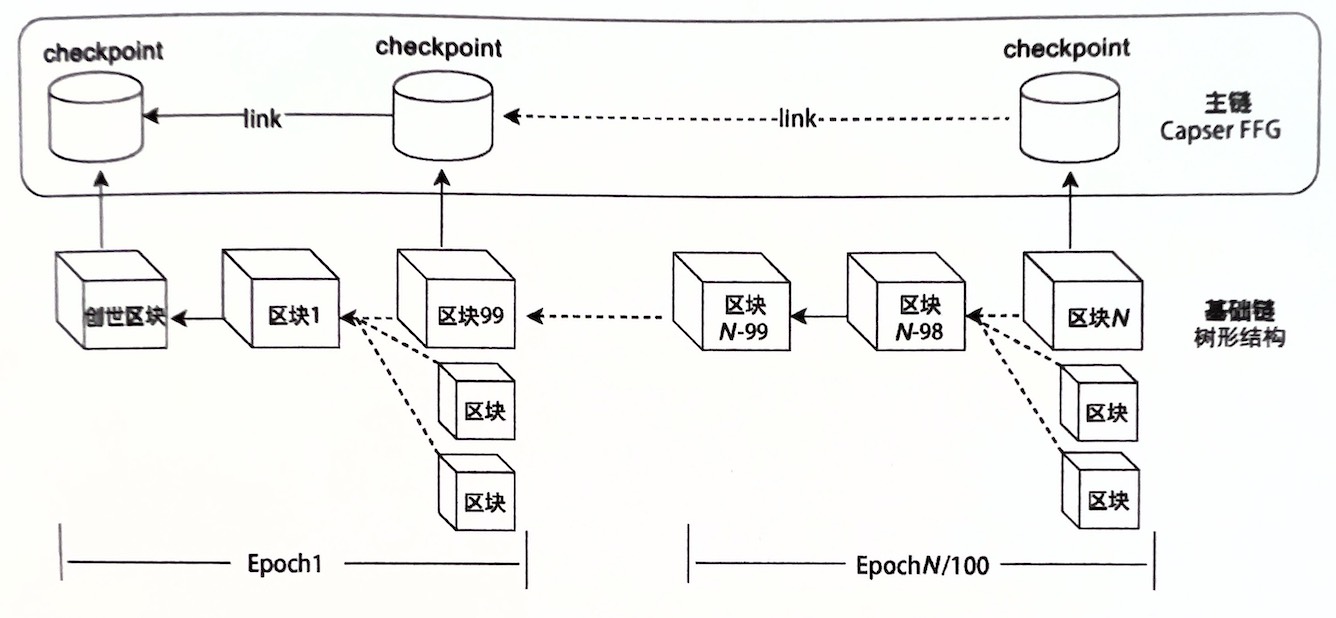 checkpoint
checkpoint
checkpoint
link
link
主链
Capser FFG
创世区块
区块1
区块99
区块
N-99
区块
N-98
区块N
基础链
树形结构
区块
区块
区块
区块
Epoch1
EpochN/100